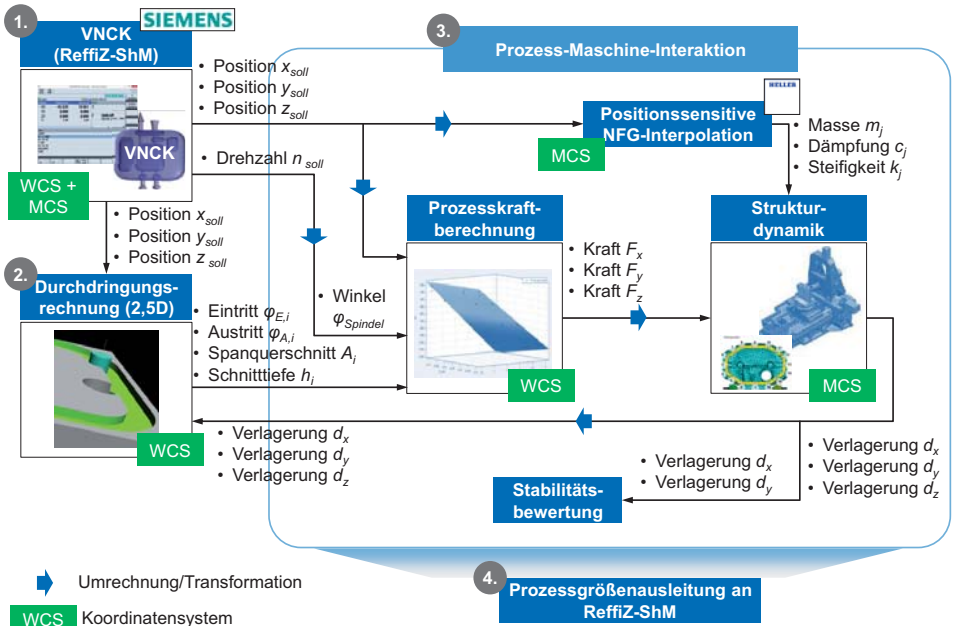 1.
SIEMENS
VNCK
(ReffiZ-ShM)
VNCK
WCS +
MCS
• Position x_soll
• Position y_soll
• Position z_soll
• Drehzahl n_soll
3.
Prozess-Maschine-Interaktion
HELLER
Positionssensitive
NFG-Interpolation
MCS
• Masse m_j
• Dämpfung c_j
• Steifigkeit k_j
• Position x_soll
• Position y_soll
• Position z_soll
2.
Durchdringungs-
rechnung (2,5D)
WCS
• Eintritt φ_E,i
• Austritt φ_A,i
• Spanquerschnitt A_i
• Schnitttiefe h_i
• Winkel
φ_Spindel
Prozesskraft-
berechnung
WCS
• Kraft F_x
• Kraft F_y
• Kraft F_z
Struktur-
dynamik
MCS
• Verlagerung d_x
• Verlagerung d_y
• Verlagerung d_z
• Verlagerung d_x
• Verlagerung d_y
• Verlagerung d_x
• Verlagerung d_y
• Verlagerung d_z
Stabilitäts-
bewertung
4.
Prozessgrößenausleitung an
ReffiZ-ShM
Umrechnung/Transformation
WCS Koordinatensystem